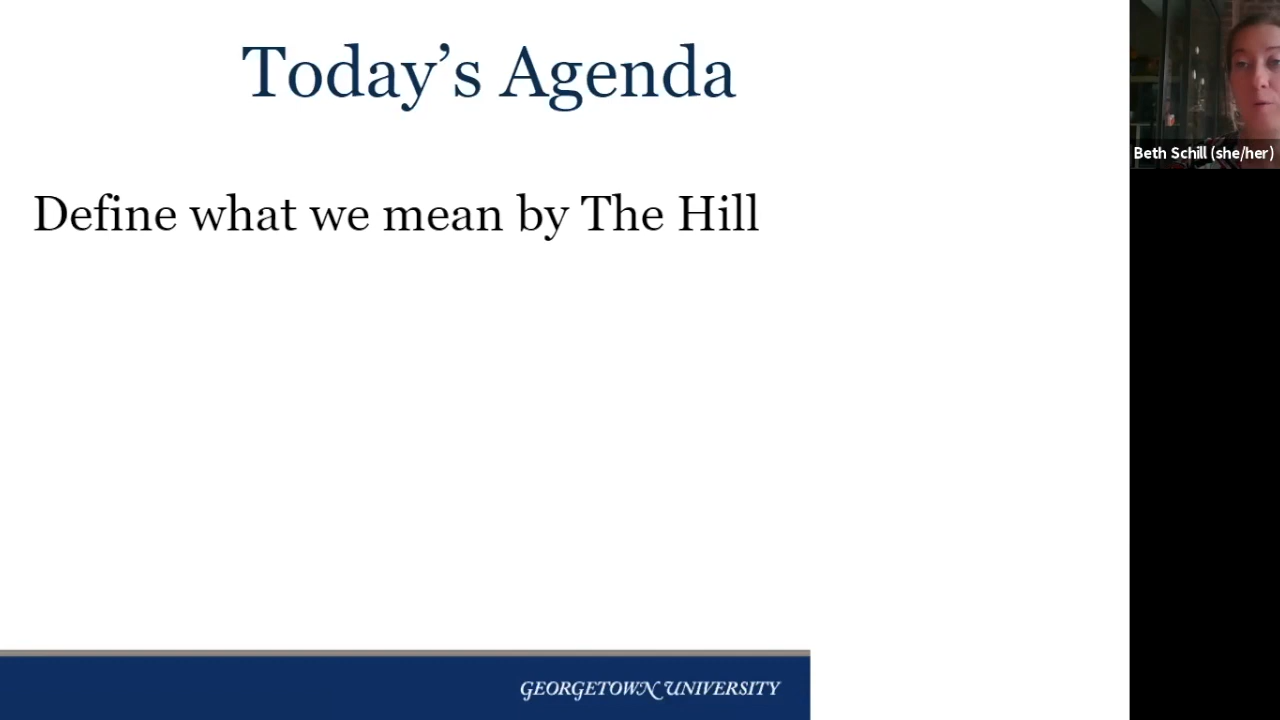 Today’s Agenda
Define what we mean by The Hill
Beth Schill (she/her)
GEORGETOWN UNIVERSITY